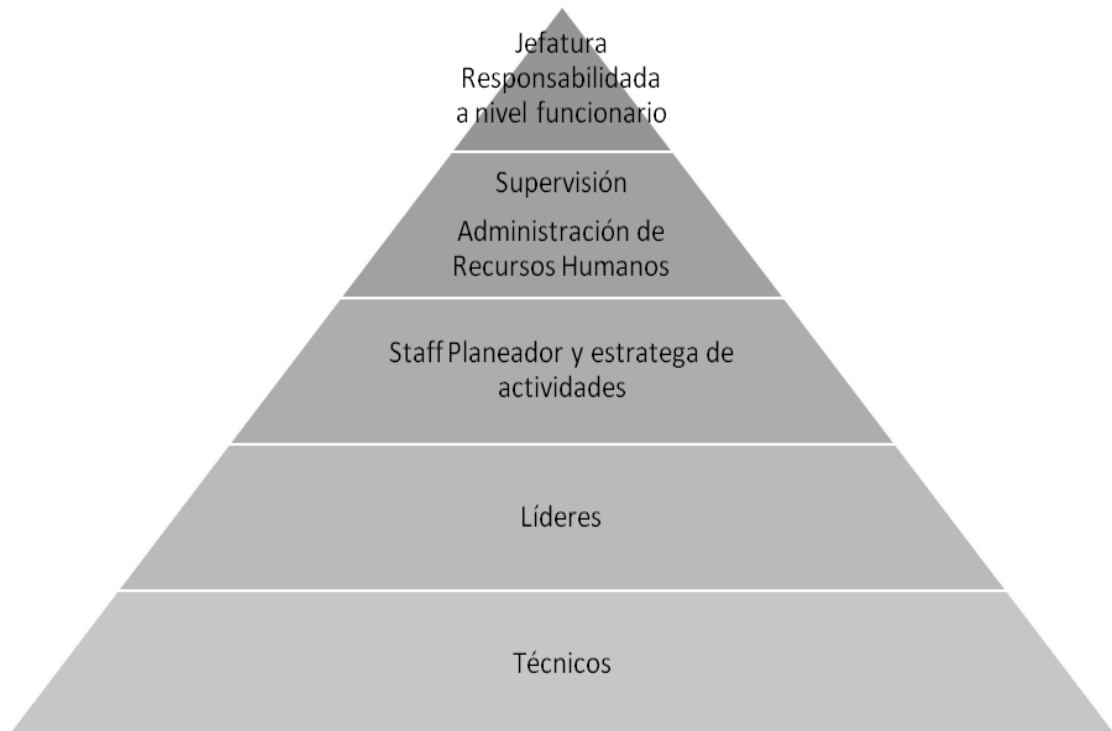 Jefatura
Responsabilidada
a nivel funcionario
Supervisión
Administración de
Recursos Humanos
Staff Planeador y estratega de
actividades
Líderes
Técnicos